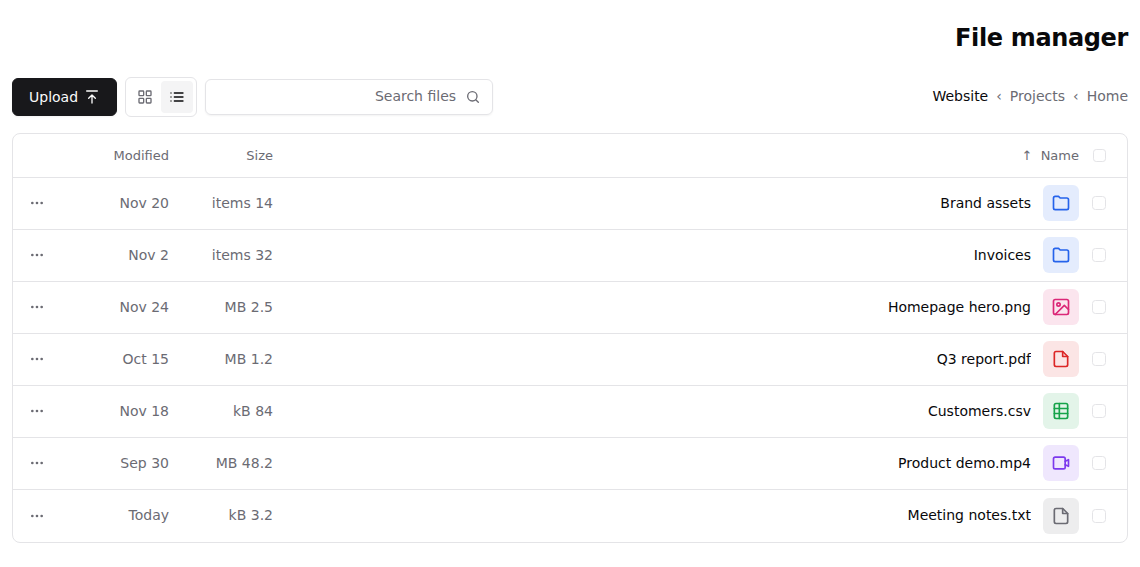 File manager
Home › Projects › Website
Search files
Upload
Name ↑ Size Modified
Brand assets 14 items Nov 20
Invoices 32 items Nov 2
Homepage hero.png 2.5 MB Nov 24
Q3 report.pdf 1.2 MB Oct 15
Customers.csv 84 kB Nov 18
Product demo.mp4 48.2 MB Sep 30
Meeting notes.txt 3.2 kB Today